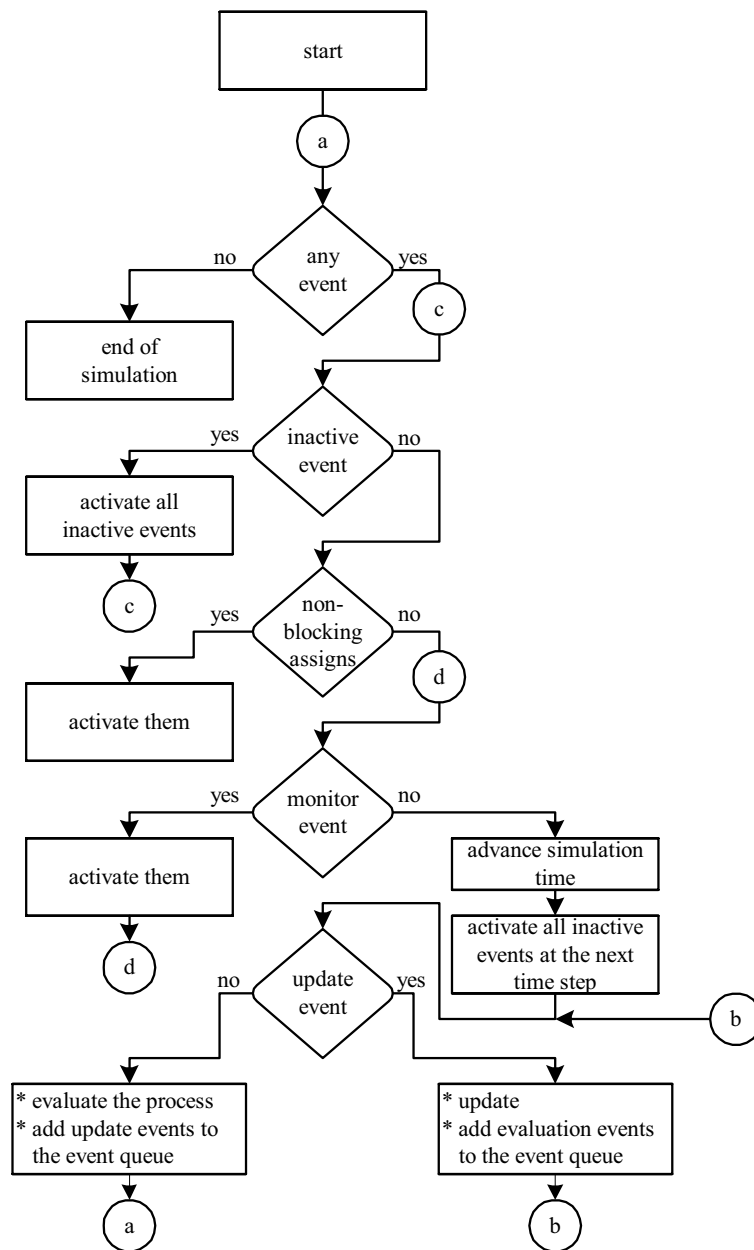 start
a
any
event
no
yes
c
end of
simulation
inactive
event
yes
no
activate all
inactive events
c
non-
blocking
assigns
yes
no
d
activate them
monitor
event
yes
no
activate them
d
advance simulation
time
activate all inactive
events at the next
time step
b
update
event
no
yes
* evaluate the process
* add update events to
the event queue
* update
* add evaluation events
to the event queue
a
b